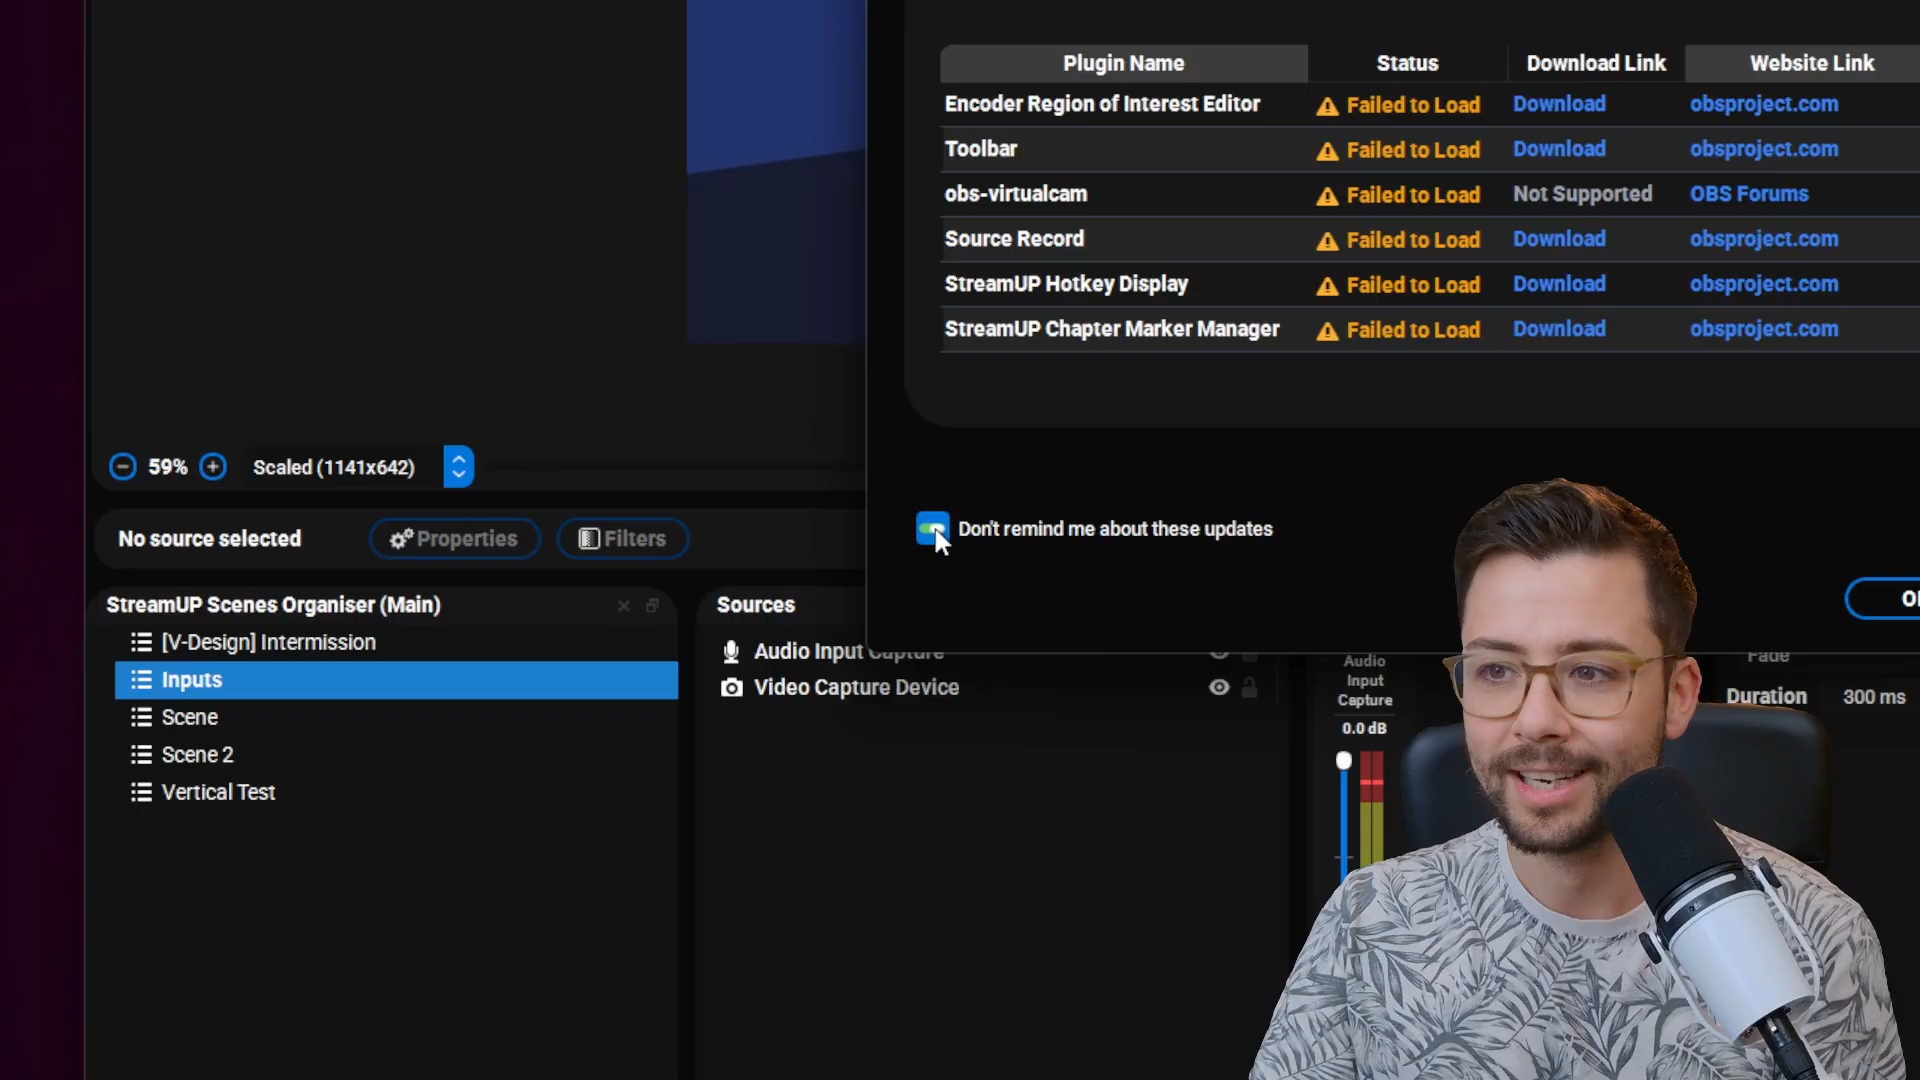 Plugin Name Status Download Link Website Link
Encoder Region of Interest Editor Failed to Load Download obsproject.com
Toolbar Failed to Load Download obsproject.com
obs-virtualcam Failed to Load Not Supported OBS Forums
Source Record Failed to Load Download obsproject.com
StreamUP Hotkey Display Failed to Load Download obsproject.com
StreamUP Chapter Marker Manager Failed to Load Download obsproject.com
59% Scaled (1141x642)
Don't remind me about these updates
No source selected Properties Filters
StreamUP Scenes Organiser (Main)
[V-Design] Intermission
Inputs
Scene
Scene 2
Vertical Test
Sources
Audio Input Capture
Video Capture Device
Audio
Input
Capture
0.0 dB
Fade
Duration 300 ms